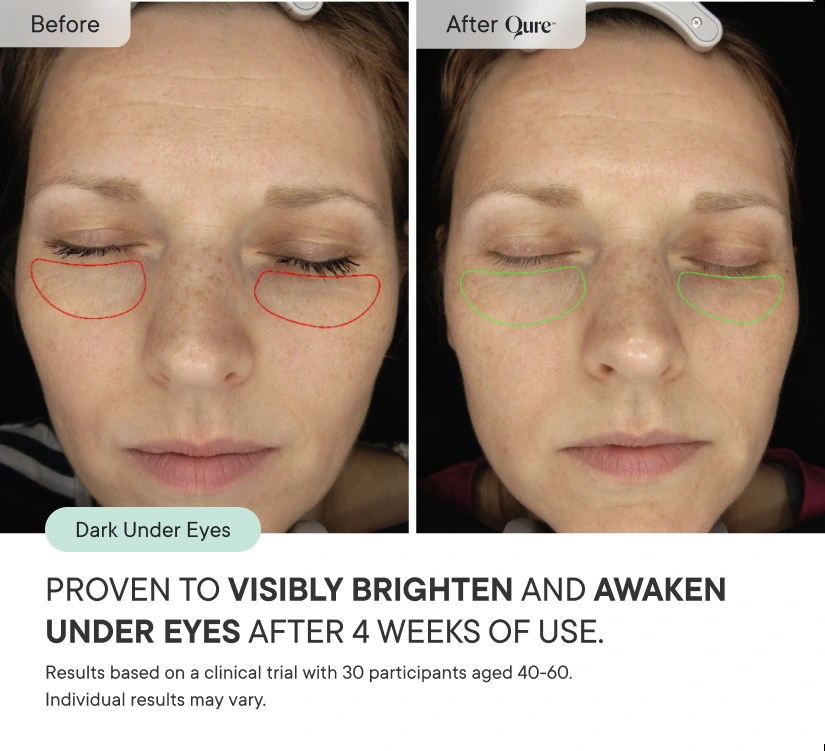 Before
After Qure™
Dark Under Eyes
PROVEN TO VISIBLY BRIGHTEN AND AWAKEN
UNDER EYES AFTER 4 WEEKS OF USE.
Results based on a clinical trial with 30 participants aged 40-60.
Individual results may vary.